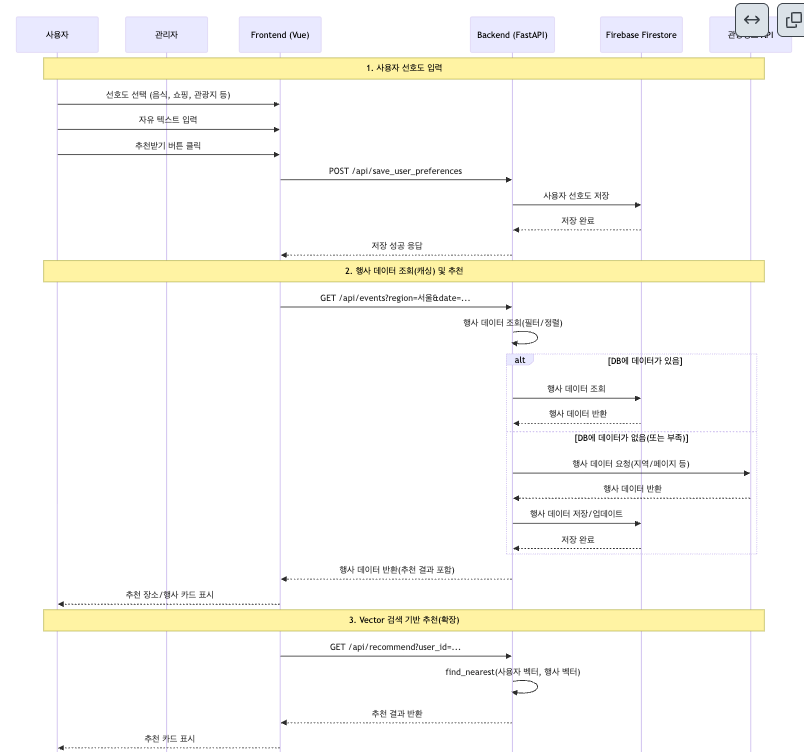 사용자
관리자
Frontend (Vue)
Backend (FastAPI)
Firebase Firestore
API
1. 사용자 선호도 입력
선호도 선택 (음식, 쇼핑, 관광지 등)
자유 텍스트 입력
추천받기 버튼 클릭
POST /api/save_user_preferences
사용자 선호도 저장
저장 완료
저장 성공 응답
2. 행사 데이터 조회(캐싱) 및 추천
GET /api/events?region=서울&date=...
행사 데이터 조회(필터/정렬)
alt
[DB에 데이터가 있음]
행사 데이터 조회
행사 데이터 반환
[DB에 데이터가 없음(또는 부족)]
행사 데이터 요청(지역/페이지 등)
행사 데이터 반환
행사 데이터 저장/업데이트
저장 완료
행사 데이터 반환(추천 결과 포함)
추천 장소/행사 카드 표시
3. Vector 검색 기반 추천(확장)
GET /api/recommend?user_id=...
find_nearest(사용자 벡터, 행사 벡터)
추천 결과 반환
추천 카드 표시